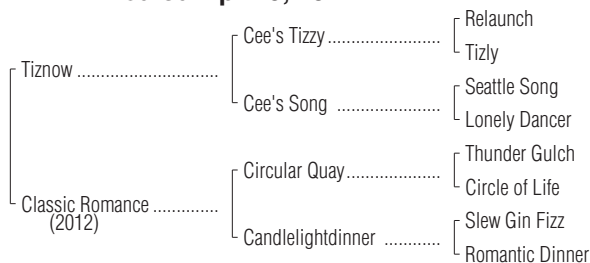 Relaunch
Cee's Tizzy ........................
Tizly
Tiznow ..............................
Seattle Song
Cee's Song ......................
Lonely Dancer
Thunder Gulch
Circular Quay....................
Circle of Life
Classic Romance ..............
(2012)
Slew Gin Fizz
Candlelightdinner ............
Romantic Dinner